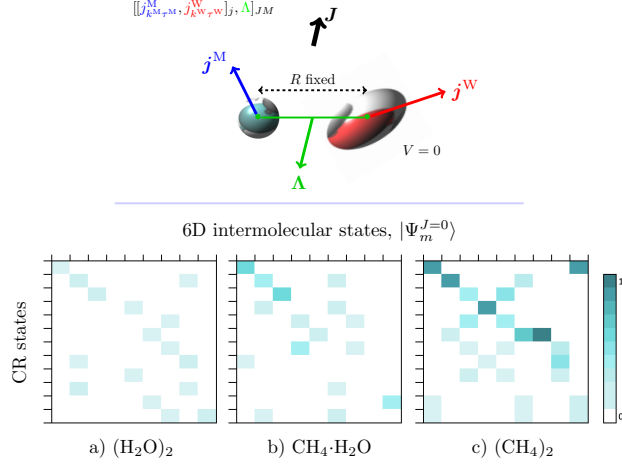 [[j^M_{k^M τ^M}, j^W_{k^W τ^W}]_j, Λ]_{JM}
J
j^M
R fixed
j^W
V = 0
Λ
6D intermolecular states, |Ψ_m^{J=0}⟩
CR states
1
0
a) (H₂O)₂
b) CH₄·H₂O
c) (CH₄)₂